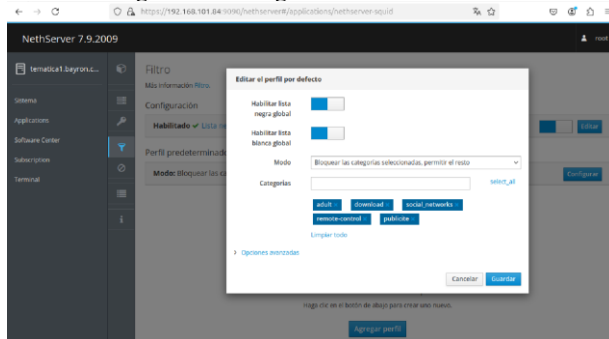 https://192.168.101.84:9090/nethserver#/applications/nethserver-squid
NethServer 7.9.2009
root
tematica1.bayron.c...
Sistema
Applications
Software Center
Subscription
Terminal
Filtro
Más información Filtro.
Configuración
Habilitado ✔ Lista ne
Editar
Perfil predeterminad
Modo: Bloquear las ca
Configurar
Editar el perfil por defecto
Habilitar lista
negra global
Habilitar lista
blanca global
Modo
Bloquear las categorías seleccionadas, permitir el resto
Categorías
select_all
adult × download × social_networks ×
remote-control × publicite ×
Limpiar todo
> Opciones avanzadas
Cancelar Guardar
Haga clic en el botón de abajo para crear uno nuevo.
Agregar perfil